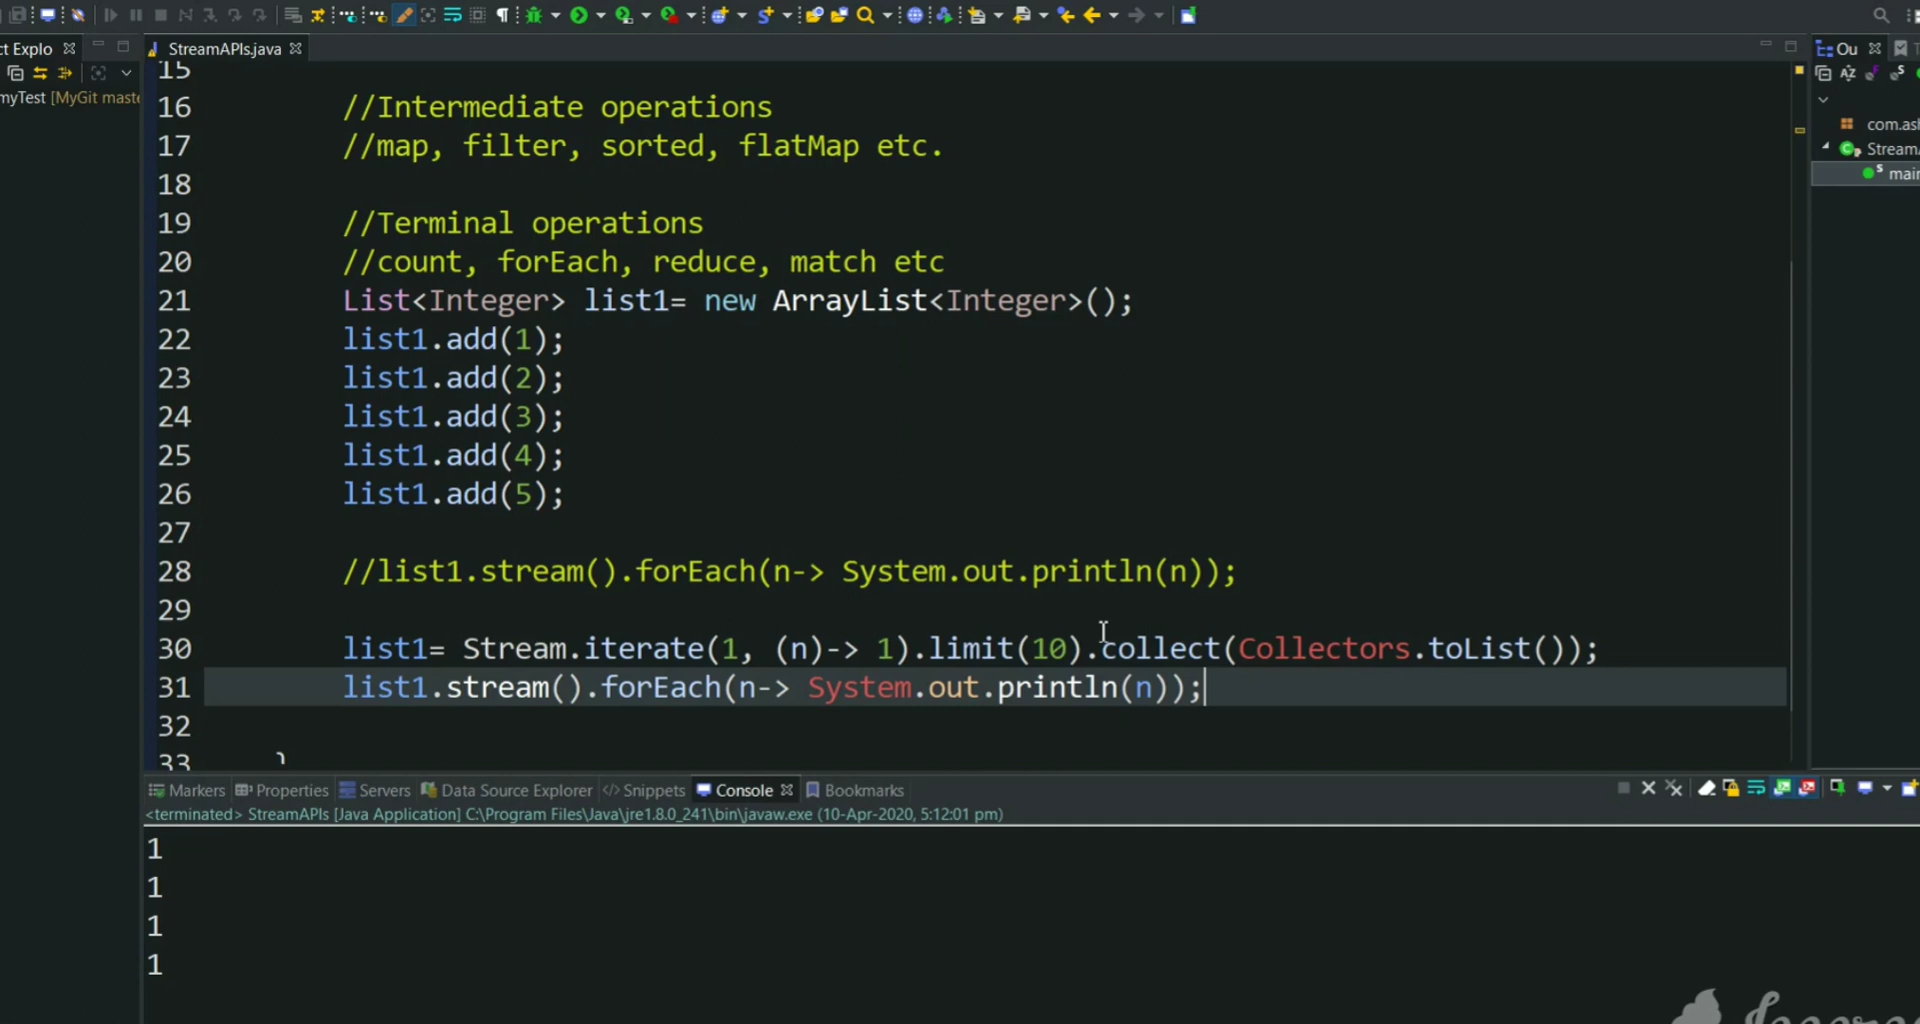 ct Explo
StreamAPIs.java
Ou
myTest [MyGit maste
15
16 //Intermediate operations
17 //map, filter, sorted, flatMap etc.
18
19 //Terminal operations
20 //count, forEach, reduce, match etc
21 List<Integer> list1= new ArrayList<Integer>();
22 list1.add(1);
23 list1.add(2);
24 list1.add(3);
25 list1.add(4);
26 list1.add(5);
27
28 //list1.stream().forEach(n-> System.out.println(n));
29
30 list1= Stream.iterate(1, (n)-> 1).limit(10).collect(Collectors.toList());
31 list1.stream().forEach(n-> System.out.println(n));
32
33 }
com.ash
StreamA
main
Markers Properties Servers Data Source Explorer Snippets Console Bookmarks
<terminated> StreamAPIs [Java Application] C:\Program Files\Java\jre1.8.0_241\bin\javaw.exe (10-Apr-2020, 5:12:01 pm)
1
1
1
1